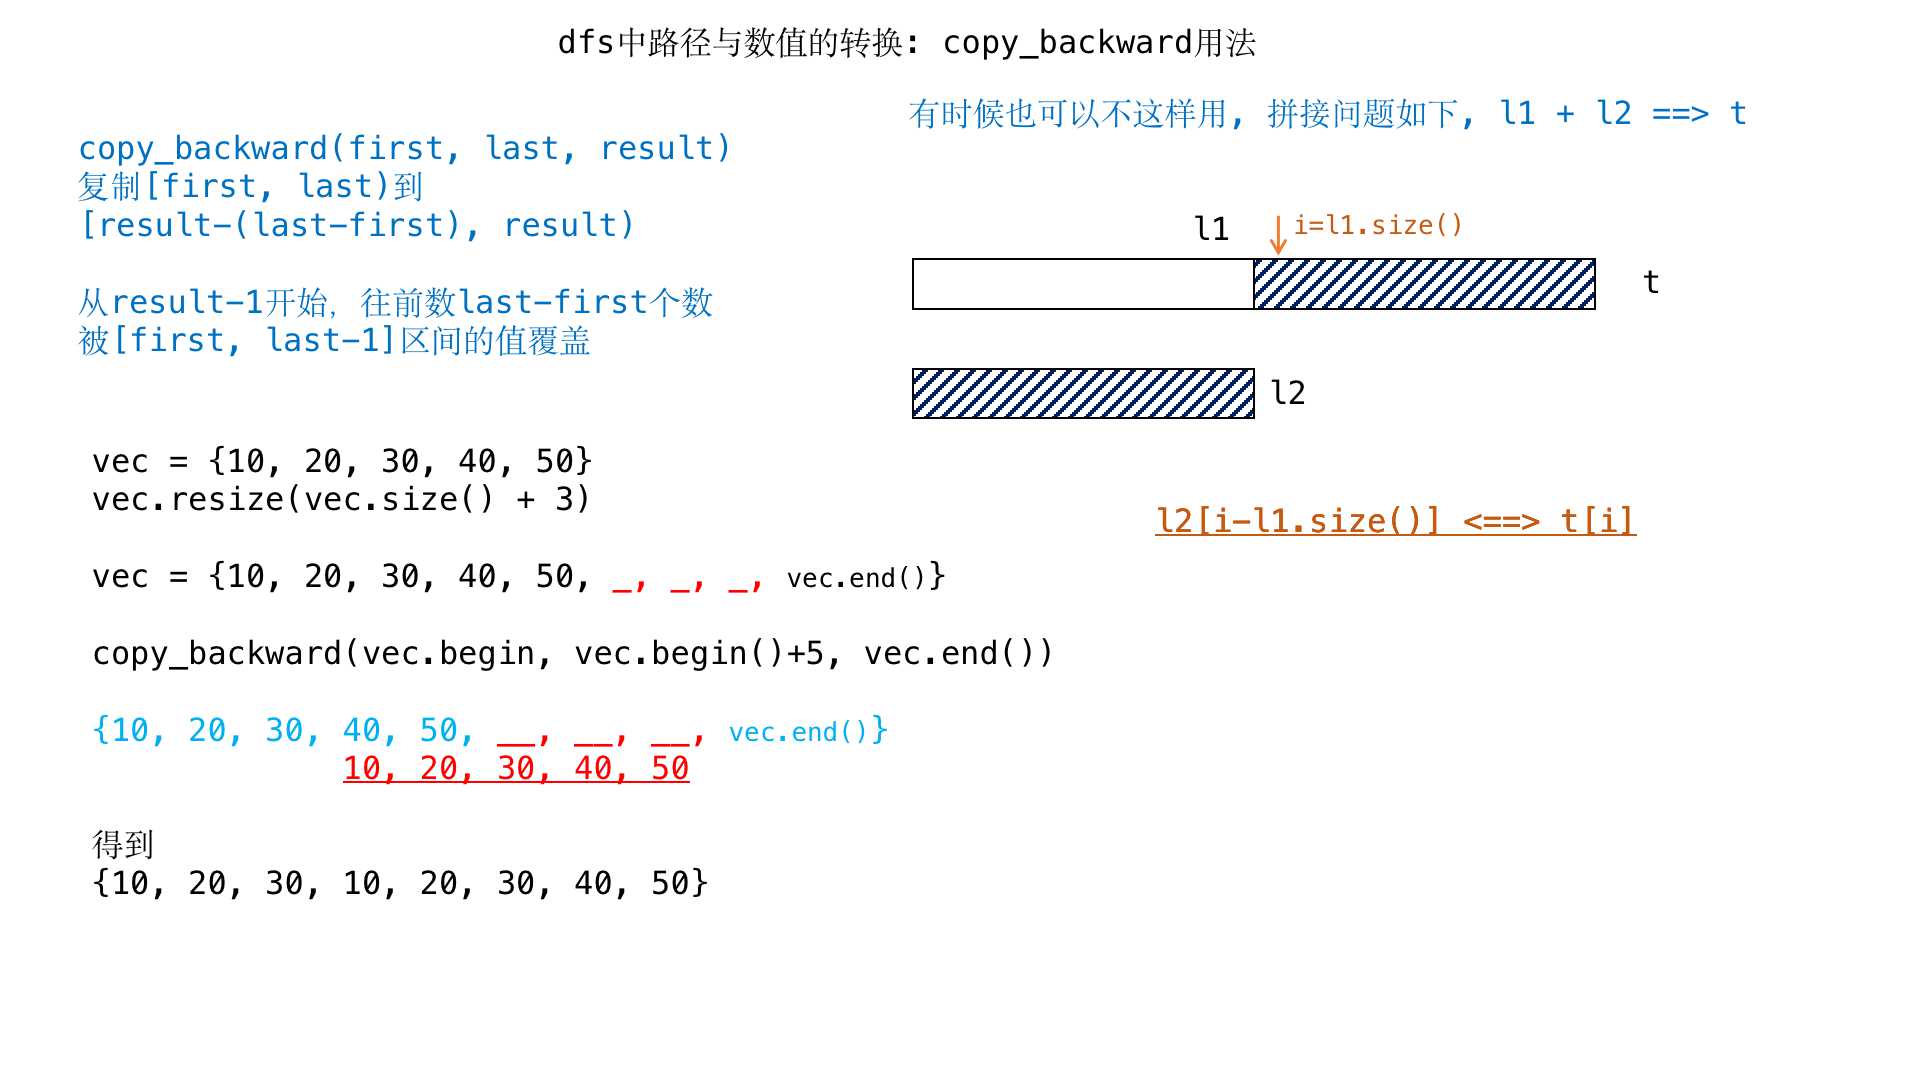 dfs中路径与数值的转换: copy_backward用法
copy_backward(first, last, result)
复制[first, last)到
[result-(last-first), result)
从result-1开始, 往前数last-first个数
被[first, last-1]区间的值覆盖
vec = {10, 20, 30, 40, 50}
vec.resize(vec.size() + 3)
vec = {10, 20, 30, 40, 50, _, _, _, vec.end()}
copy_backward(vec.begin, vec.begin()+5, vec.end())
{10, 20, 30, 40, 50, __, __, __, vec.end()}
10, 20, 30, 40, 50
得到
{10, 20, 30, 10, 20, 30, 40, 50}
有时候也可以不这样用, 拼接问题如下, l1 + l2 ==> t
l1
i=l1.size()
t
l2
l2[i-l1.size()] <==> t[i]